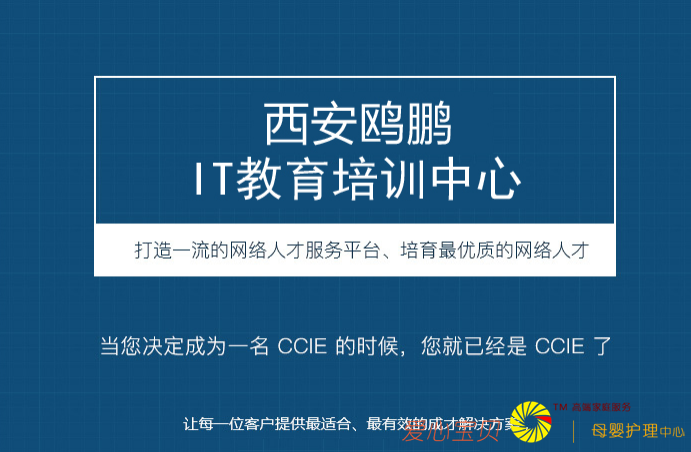 西安鸥鹏
IT教育培训中心
打造一流的网络人才服务平台、培育最优质的网络人才
当您决定成为一名 CCIE 的时候，您就已经是 CCIE 了
让每一位客户提供最适合、最有效的成才解决方案
爱心宝贝
TM 高端家庭服务
母婴护理中心